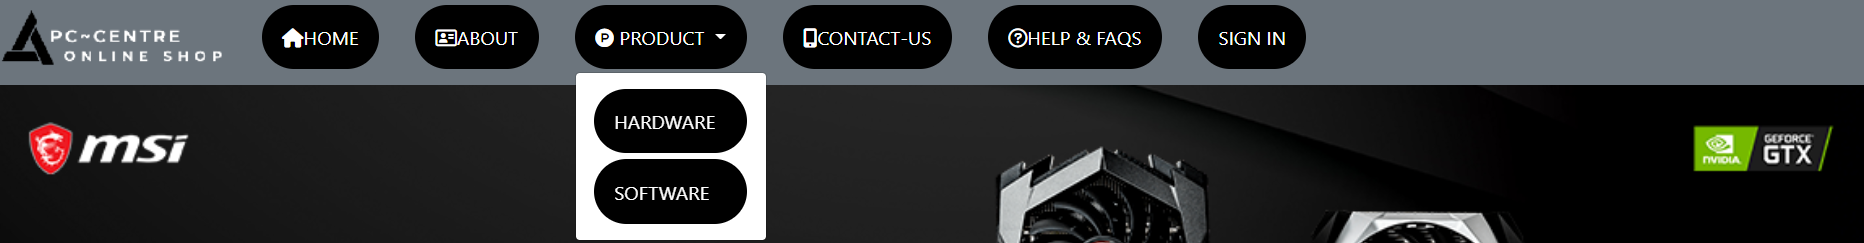 PC~CENTRE
ONLINE SHOP
HOME
ABOUT
P PRODUCT
CONTACT-US
HELP & FAQS
SIGN IN
HARDWARE
SOFTWARE
msi
NVIDIA
GEFORCE
GTX